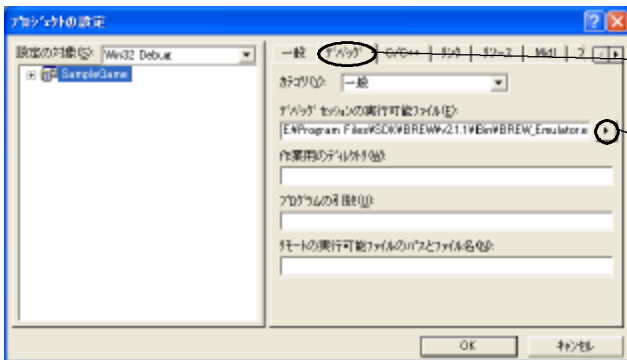 プロジェクトの設定
設定の対象(S): Win32 Debug
SampleGame
一般 デバッグ C/C++ リンク リソース Midl ブ
カテゴリ(Y): 一般
デバッグ セッションの実行可能ファイル(E):
E:¥Program Files¥SDK¥BREW¥v2.1.1¥Bin¥BREW_Emulator.e
作業用のディレクトリ(W):
プログラムの引数(U):
リモートの実行可能ファイルのパスとファイル名(L):
OK キャンセル